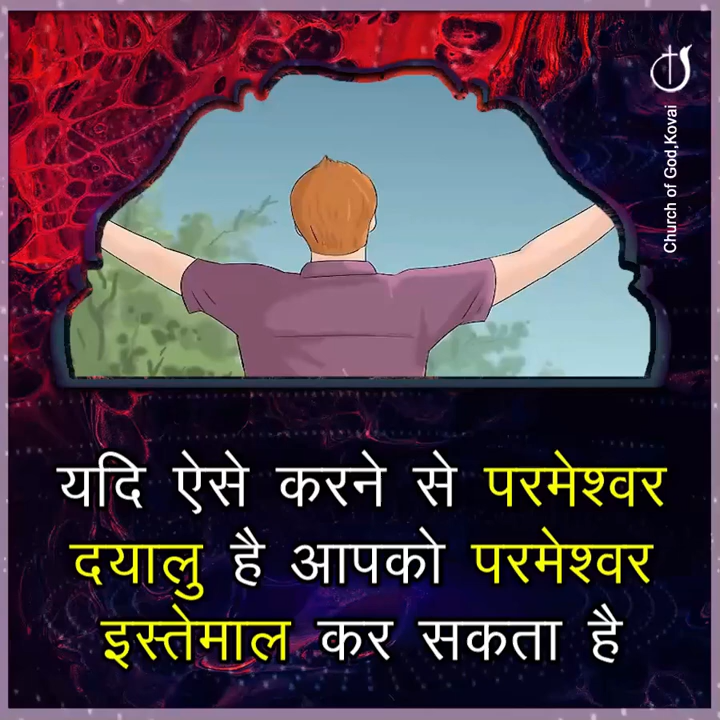 Church of God,Kovai
यदि ऐसे करने से परमेश्वर
दयालु है आपको परमेश्वर
इस्तेमाल कर सकता है